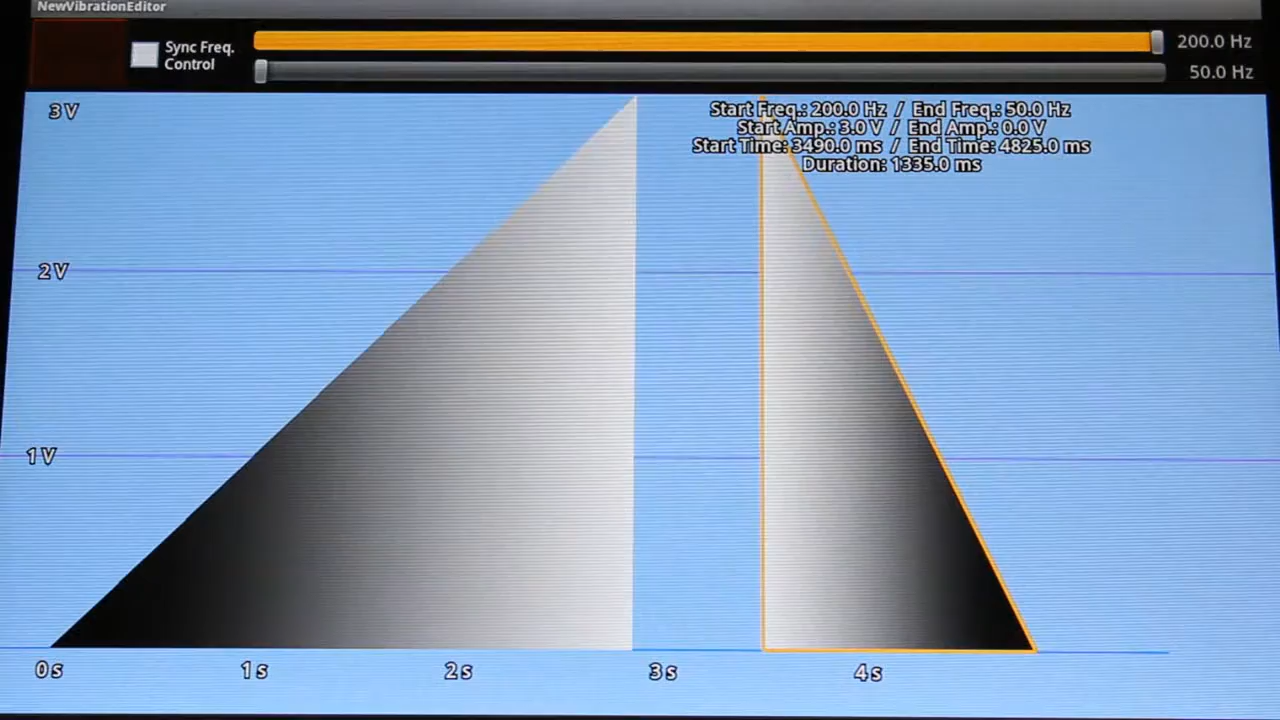 NewVibrationEditor
Sync Freq.
Control
200.0 Hz
50.0 Hz
3 V
Start Freq.: 200.0 Hz / End Freq.: 50.0 Hz
Start Amp.: 3.0 V / End Amp.: 0.0 V
Start Time: 3490.0 ms / End Time: 4825.0 ms
Duration: 1335.0 ms
2 V
1 V
0s
1s
2s
3s
4s